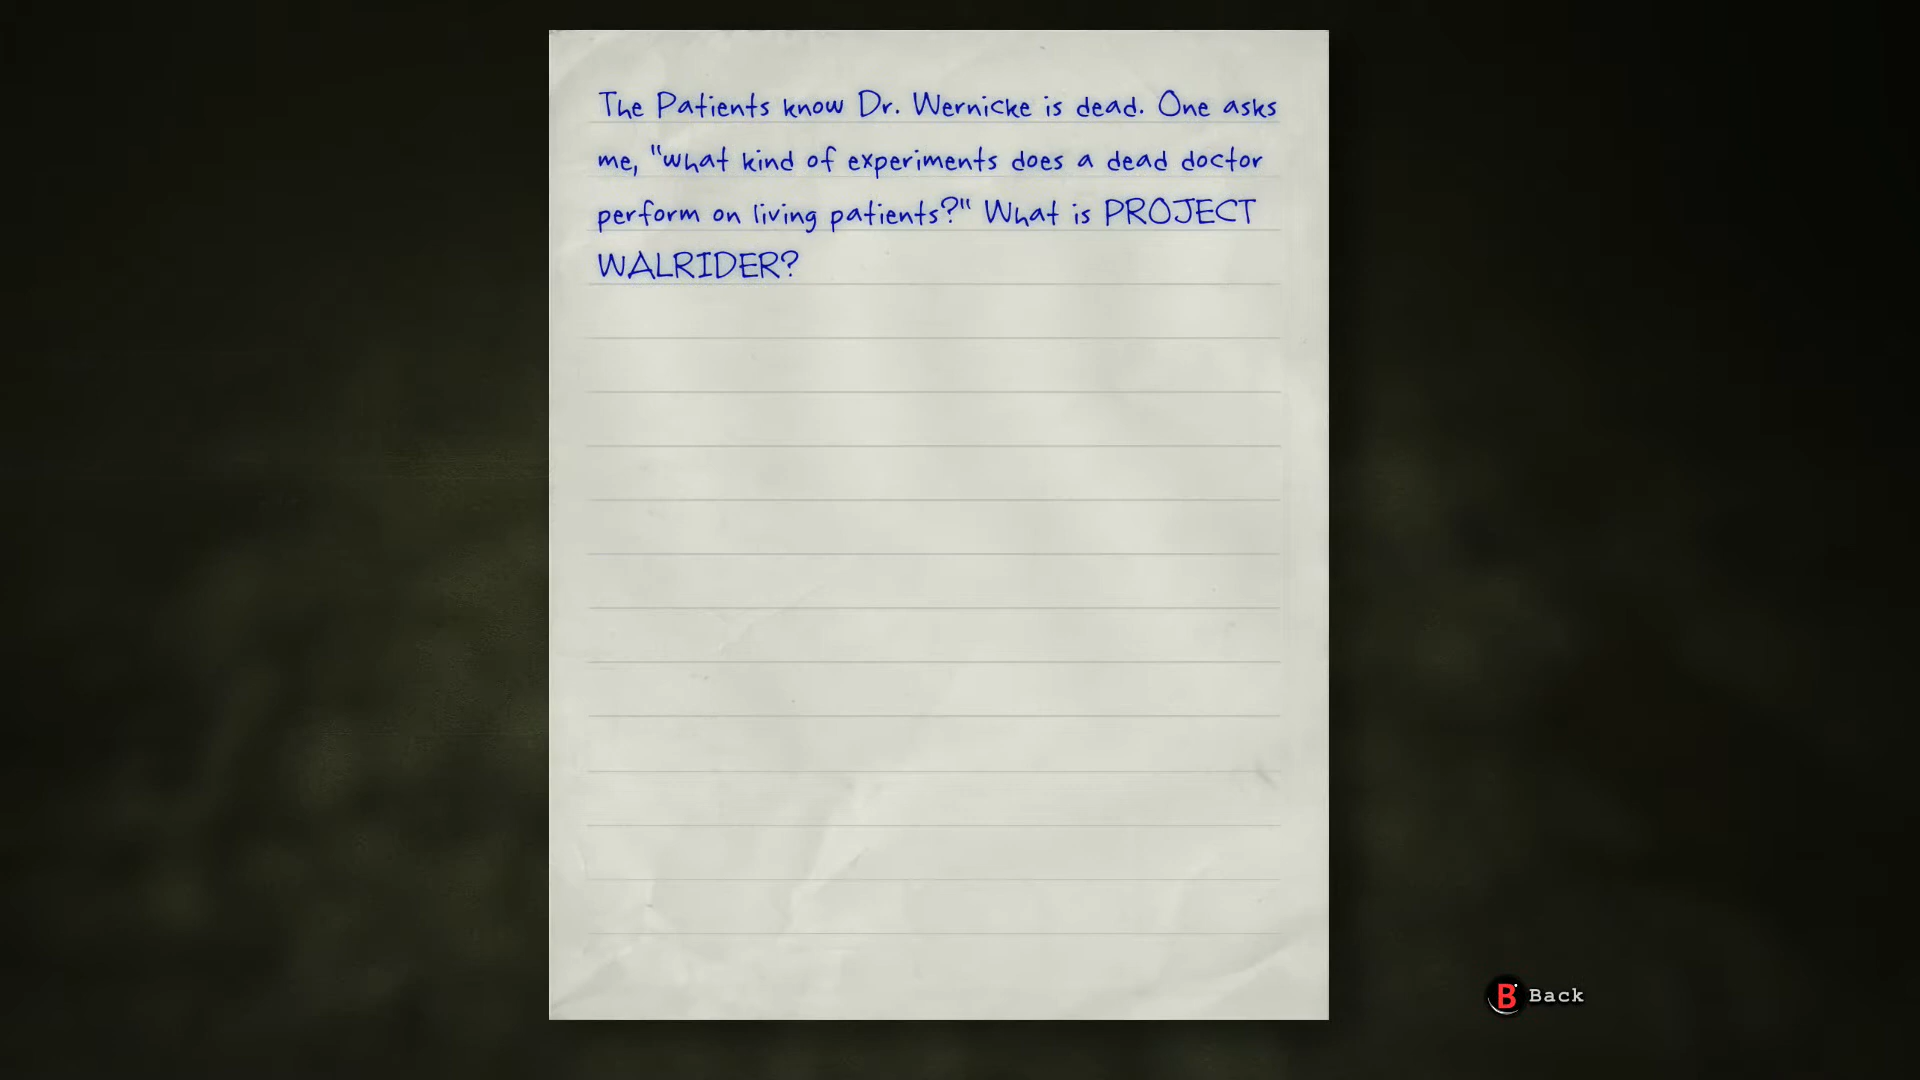 The Patients know Dr. Wernicke is dead. One asks
me, "what kind of experiments does a dead doctor
perform on living patients?" What is PROJECT
WALRIDER?
B Back